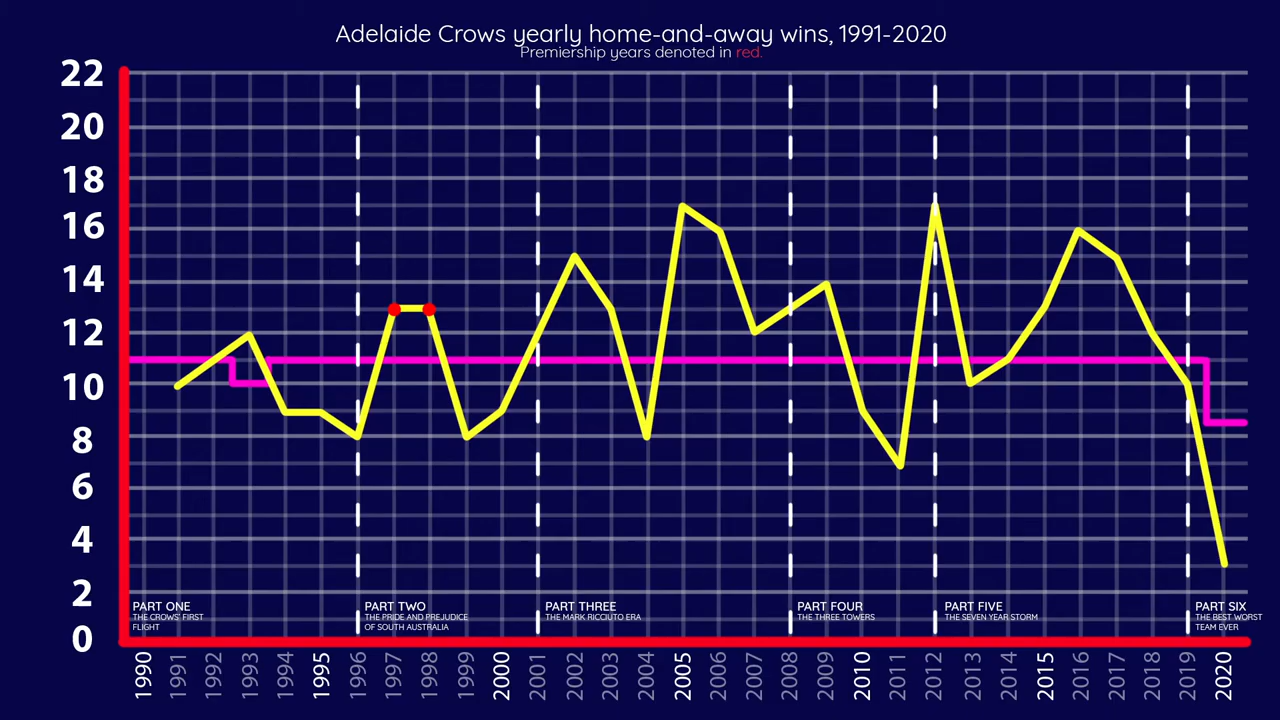 Adelaide Crows yearly home-and-away wins, 1991-2020
Premiership years denoted in red.
22
20
18
16
14
12
10
8
6
4
2
0
PART ONE
THE CROWS' FIRST
FLIGHT
PART TWO
THE PRIDE AND PREJUDICE
OF SOUTH AUSTRALIA
PART THREE
THE MARK RICCIUTO ERA
PART FOUR
THE THREE TOWERS
PART FIVE
THE SEVEN YEAR STORM
PART SIX
THE BEST WORST
TEAM EVER
1990
1991
1992
1993
1994
1995
1996
1997
1998
1999
2000
2001
2002
2003
2004
2005
2006
2007
2008
2009
2010
2011
2012
2013
2014
2015
2016
2017
2018
2019
2020